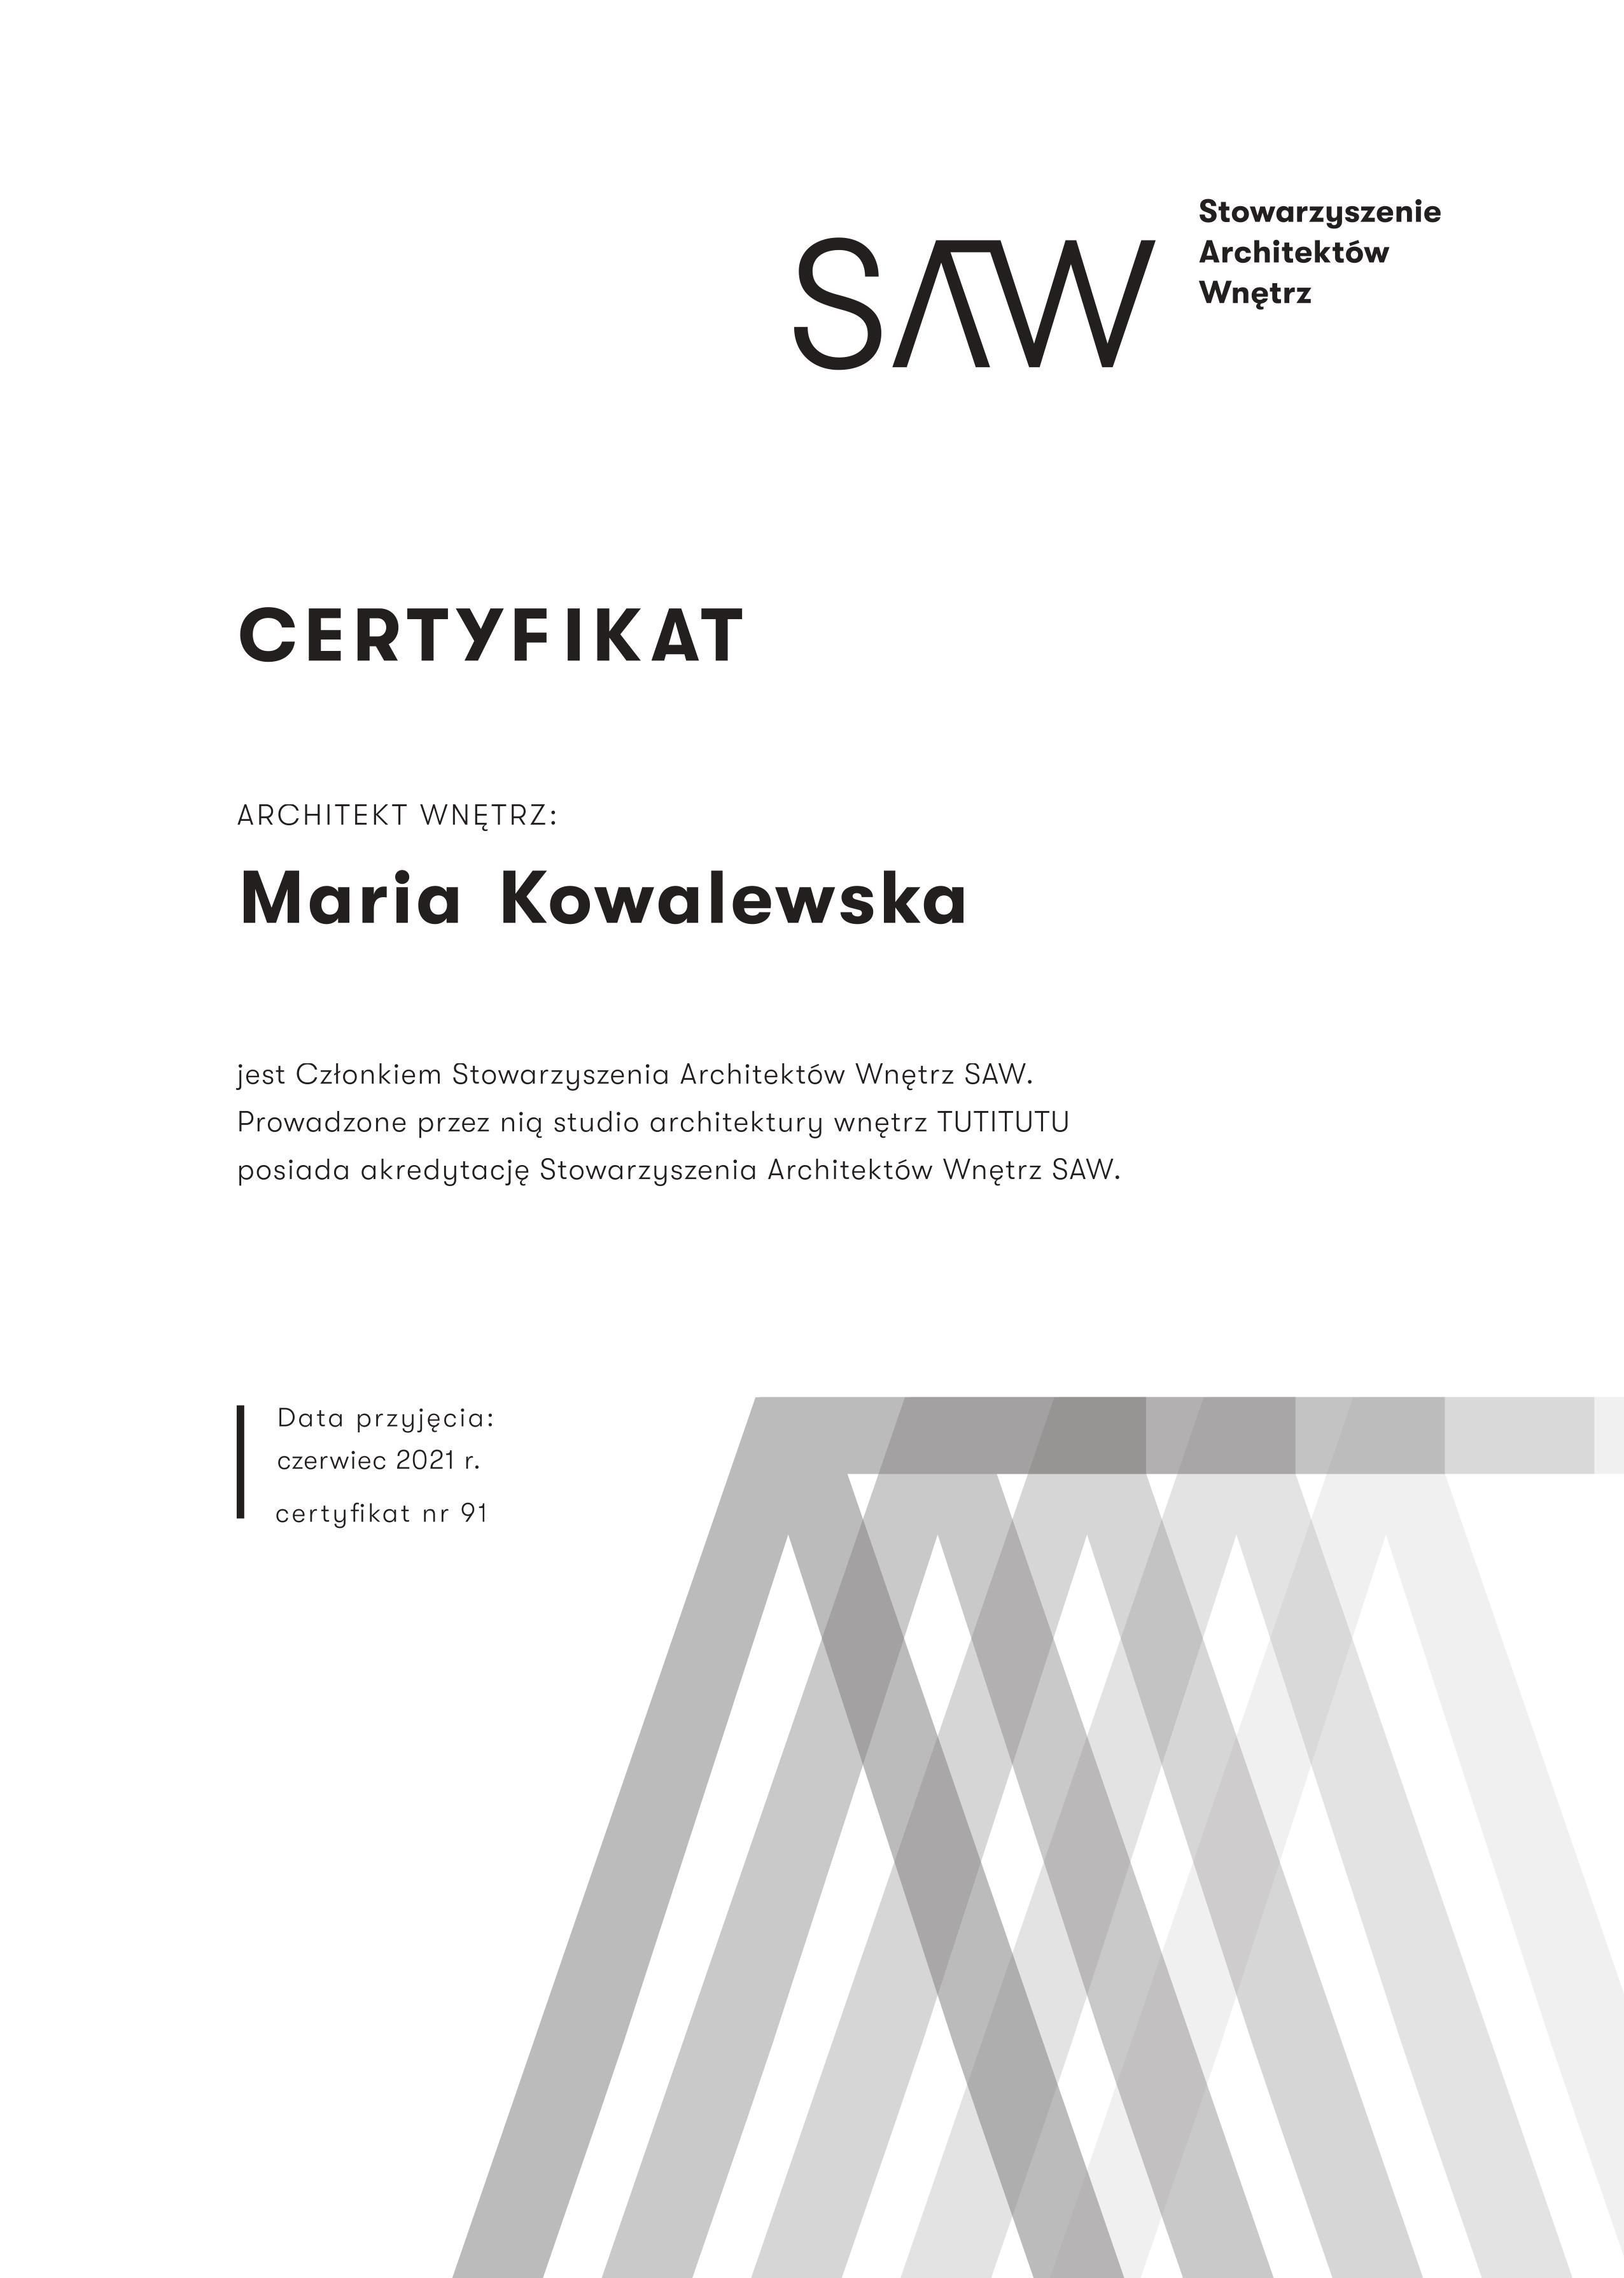 SAW
Stowarzyszenie
Architektów
Wnętrz
CERTYFIKAT
ARCHITEKT WNĘTRZ:
Maria Kowalewska
jest Członkiem Stowarzyszenia Architektów Wnętrz SAW.
Prowadzone przez nią studio architektury wnętrz TUTITUTU
posiada akredytację Stowarzyszenia Architektów Wnętrz SAW.
Data przyjęcia:
czerwiec 2021 r.
certyfikat nr 91